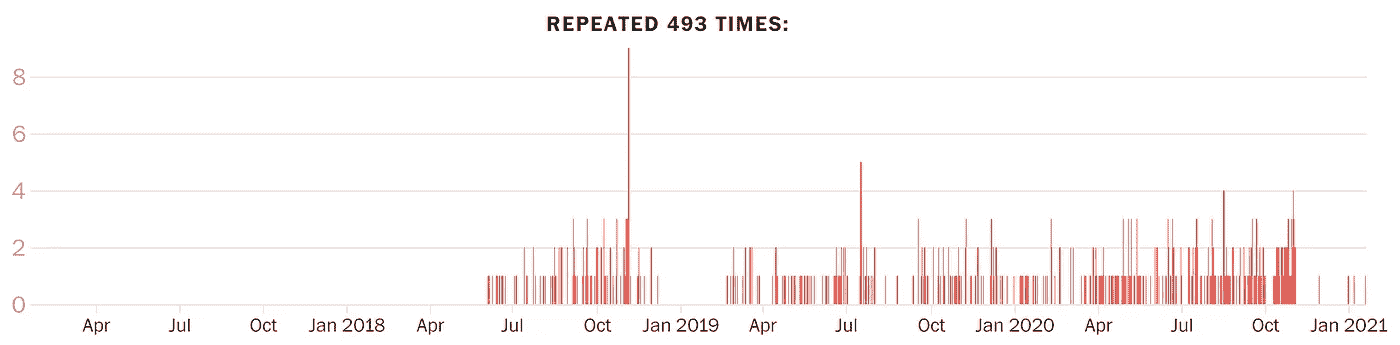 REPEATED 493 TIMES:
8
6
4
2
0
Apr Jul Oct Jan 2018 Apr Jul Oct Jan 2019 Apr Jul Oct Jan 2020 Apr Jul Oct Jan 2021